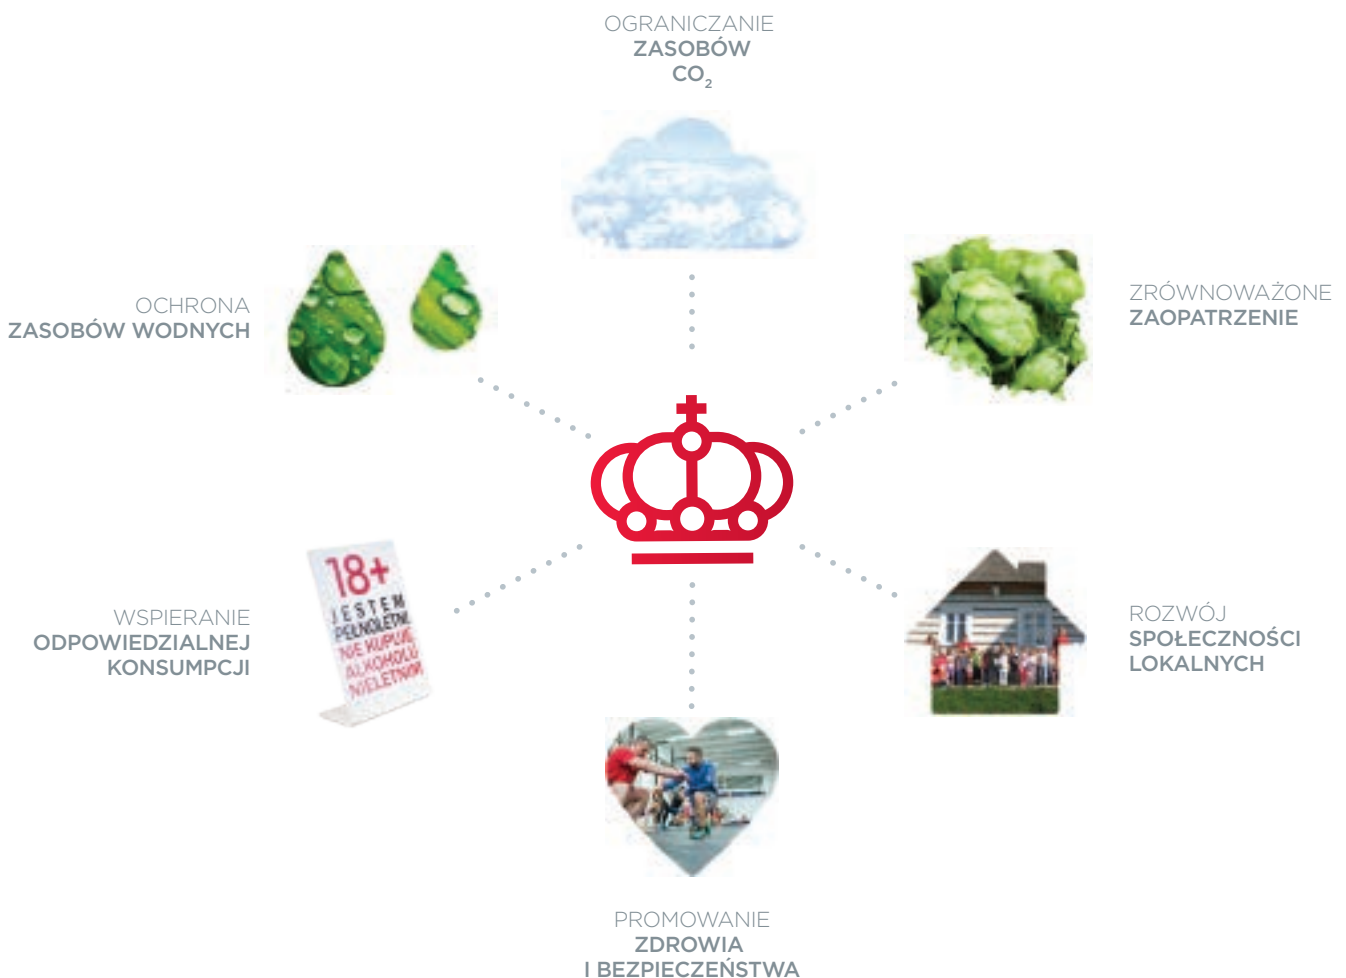 OGRANICZANIE
ZASOBÓW
CO₂
OCHRONA
ZASOBÓW WODNYCH
ZRÓWNOWAŻONE
ZAOPATRZENIE
WSPIERANIE
ODPOWIEDZIALNEJ
KONSUMPCJI
18+
JESTEM
PEŁNOLETNI
NIE KUPUJĘ
ALKOHOLU
NIELETNIM
ROZWÓJ
SPOŁECZNOŚCI
LOKALNYCH
PROMOWANIE
ZDROWIA
I BEZPIECZEŃSTWA